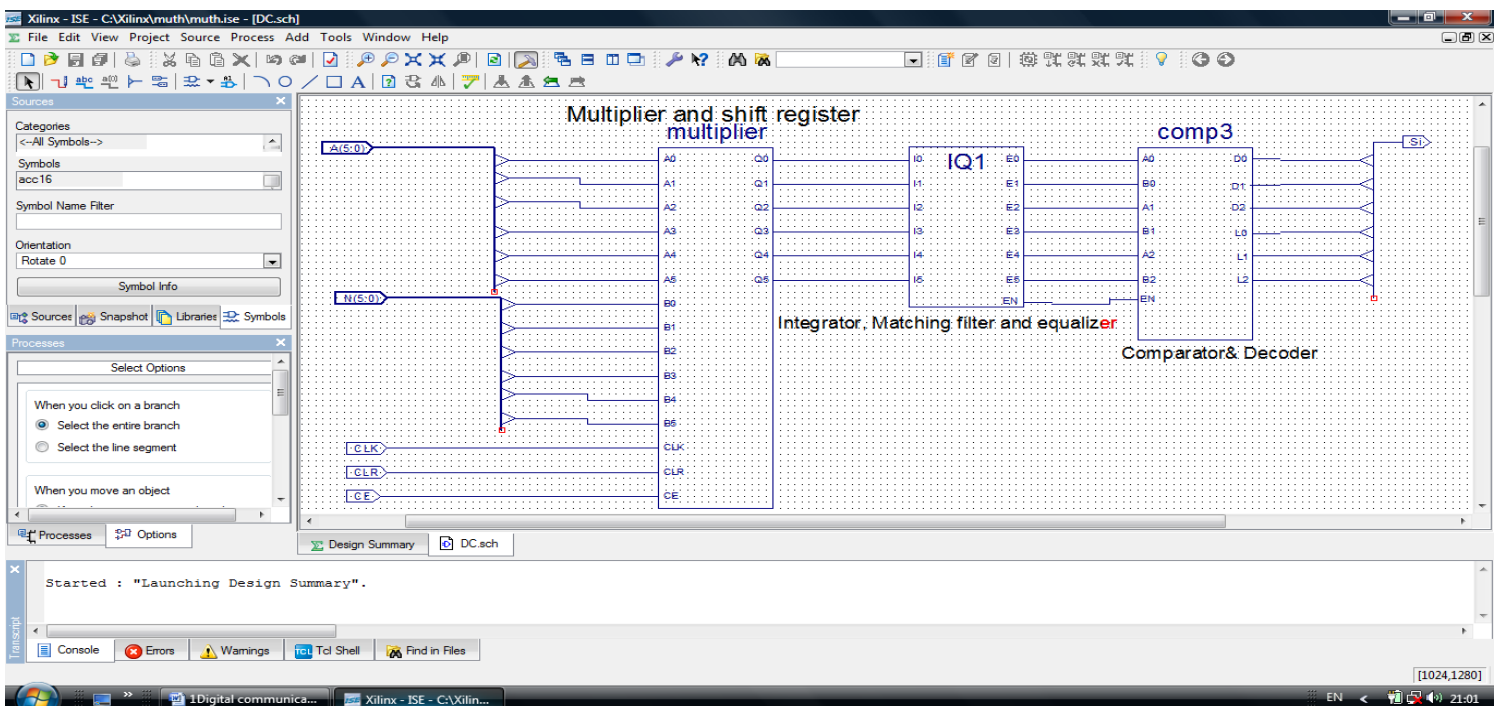 Xilinx - ISE - C:\Xilinx\muth\muth.ise - [DC.sch]
File Edit View Project Source Process Add Tools Window Help
Sources
Categories
<--All Symbols-->
Symbols
acc16
Symbol Name Filter
Orientation
Rotate 0
Symbol Info
Sources Snapshot Libraries Symbols
Processes
Select Options
When you click on a branch
Select the entire branch
Select the line segment
When you move an object
Processes Options
Multiplier and shift register
multiplier
A(5:0)
N(5:0)
CLK
CLR
CE
A0 Q0
A1 Q1
A2 Q2
A3 Q3
A4 Q4
A5 Q5
B0
B1
B2
B3
B4
B5
CLK
CLR
CE
IQ1
I0 E0
I1 E1
I2 E2
I3 E3
I4 E4
I5 E5
EN
Integrator, Matching filter and equalizer
comp3
A0 D0
B0 D1
A1 D2
B1 L0
A2 L1
B2 L2
EN
Comparator& Decoder
Si
Design Summary DC.sch
Started : "Launching Design Summary".
Transcript
Console Errors Warnings Tcl Shell Find in Files
[1024,1280]
1Digital communica... Xilinx - ISE - C:\Xilin... EN 21:01